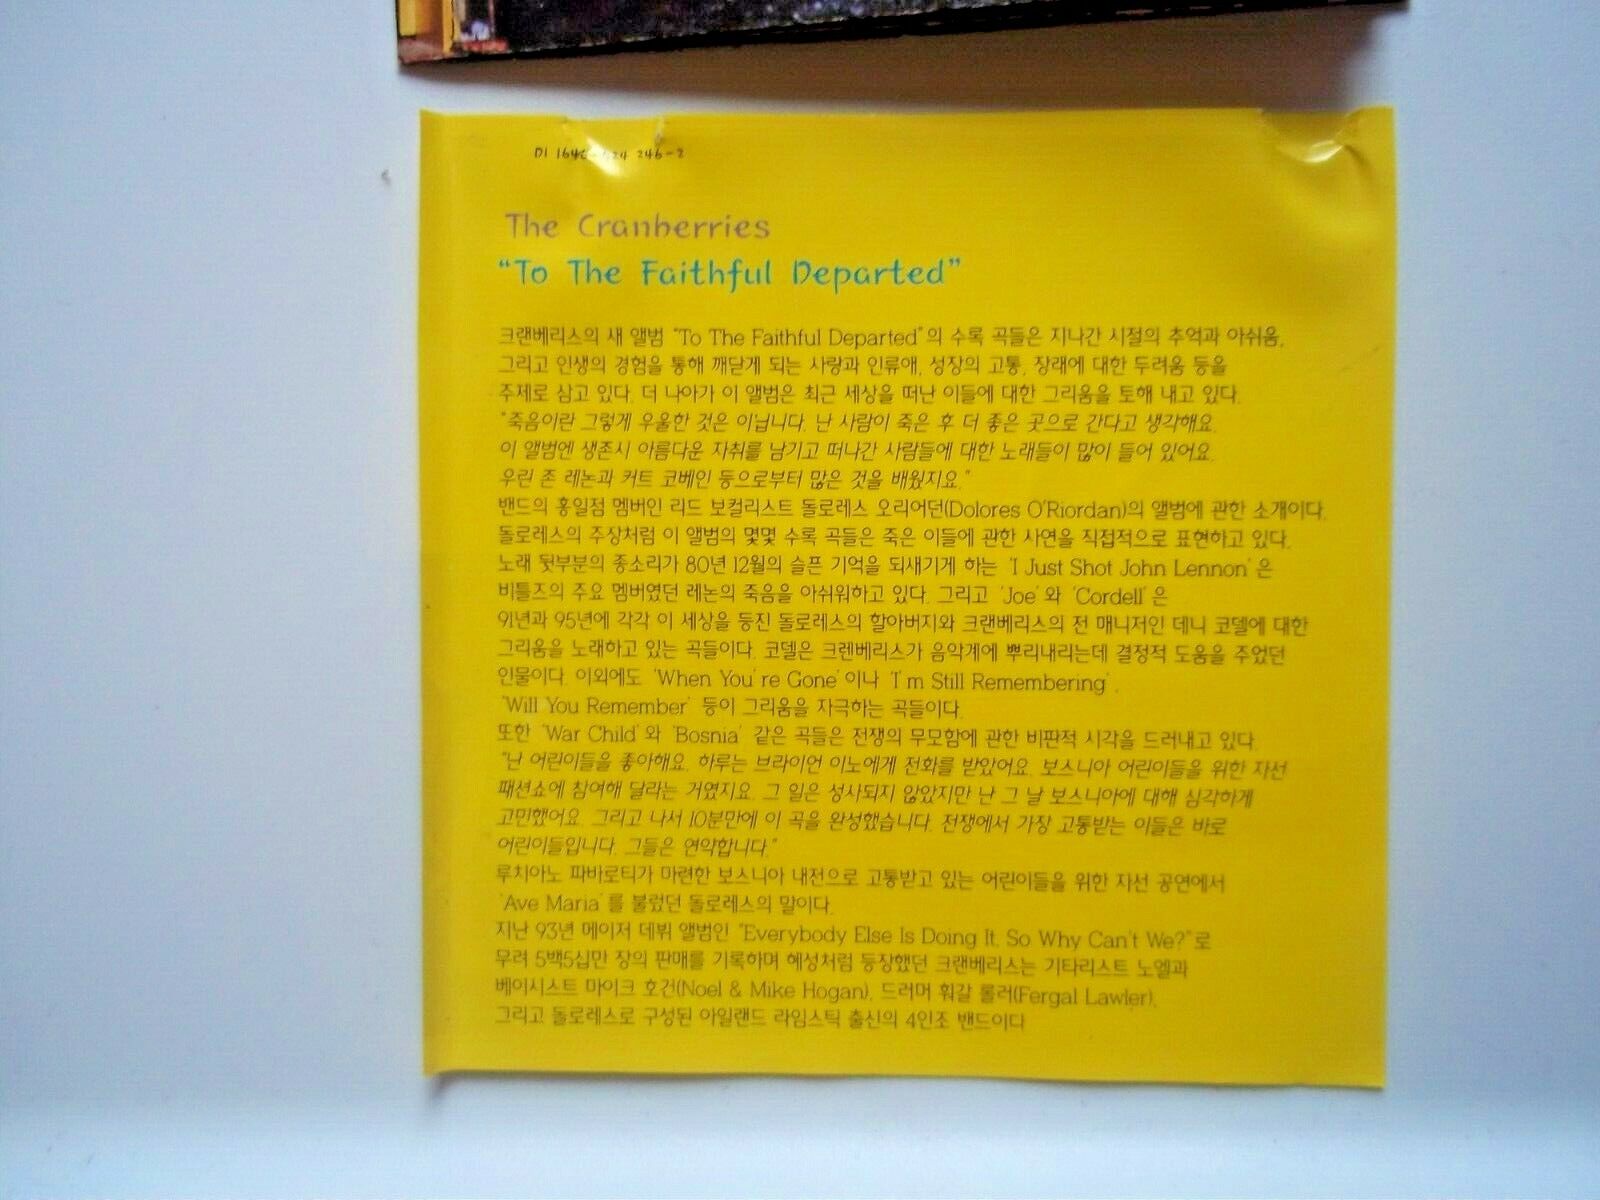 The Cranberries
“To The Faithful Departed”
크랜베리스의 새 앨범 “To The Faithful Departed”의 수록 곡들은 지나간 시절의 추억과 아쉬움,
그리고 인생의 경험을 통해 깨닫게 되는 사랑과 인류애, 성장의 고통, 장래에 대한 두려움 등을
주제로 삼고 있다. 더 나아가 이 앨범은 최근 세상을 떠난 이들에 대한 그리움을 토해 내고 있다.
“죽음이란 그렇게 우울한 것은 아닙니다. 난 사람이 죽은 후 더 좋은 곳으로 간다고 생각해요.
이 앨범엔 생존시 아름다운 자취를 남기고 떠나간 사람들에 대한 노래들이 많이 들어 있어요.
우린 존 레논과 커트 코베인 등으로부터 많은 것을 배웠지요.”
밴드의 홍일점 멤버인 리드 보컬리스트 돌로레스 오리어던(Dolores O'Riordan)의 앨범에 관한 소개이다.
돌로레스의 주장처럼 이 앨범의 몇몇 수록 곡들은 죽은 이들에 관한 사연을 직접적으로 표현하고 있다.
노래 뒷부분의 종소리가 80년 12월의 슬픈 기억을 되새기게 하는 'I Just Shot John Lennon'은
비틀즈의 주요 멤버였던 레논의 죽음을 아쉬워하고 있다. 그리고 'Joe'와 'Cordell'은
91년과 95년에 각각 이 세상을 등진 돌로레스의 할아버지와 크랜베리스의 전 매니저인 데니 코델에 대한
그리움을 노래하고 있는 곡들이다. 코델은 크렌베리스가 음악계에 뿌리내리는데 결정적 도움을 주었던
인물이다. 이외에도 'When You're Gone'이나 'I'm Still Remembering',
'Will You Remember' 등이 그리움을 자극하는 곡들이다.
또한 'War Child'와 'Bosnia' 같은 곡들은 전쟁의 무모함에 관한 비판적 시각을 드러내고 있다.
“난 어린이들을 좋아해요. 하루는 브라이언 이노에게 전화를 받았어요. 보스니아 어린이들을 위한 자선
패션쇼에 참여해 달라는 거였지요. 그 일은 성사되지 않았지만 난 그 날 보스니아에 대해 심각하게
고민했어요. 그리고 나서 10분만에 이 곡을 완성했습니다. 전쟁에서 가장 고통받는 이들은 바로
어린이들입니다. 그들은 연약합니다.”
루치아노 파바로티가 마련한 보스니아 내전으로 고통받고 있는 어린이들을 위한 자선 공연에서
'Ave Maria'를 불렀던 돌로레스의 말이다.
지난 93년 메이저 데뷔 앨범인 “Everybody Else Is Doing It, So Why Can't We?”로
무려 5백5십만 장의 판매를 기록하며 혜성처럼 등장했던 크랜베리스는 기타리스트 노엘과
베이시스트 마이크 호건(Noel & Mike Hogan), 드러머 훠갈 롤러(Fergal Lawler),
그리고 돌로레스로 구성된 아일랜드 라임스틱 출신의 4인조 밴드이다